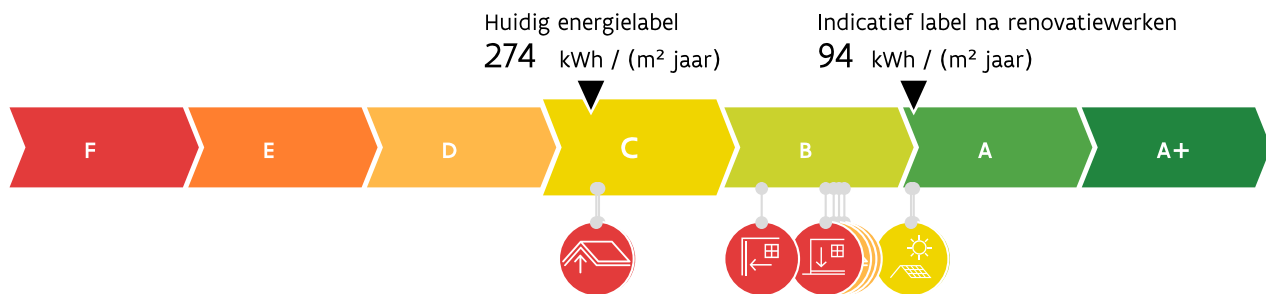 Huidig energielabel
274 kWh / (m² jaar)
Indicatief label na renovatiewerken
94 kWh / (m² jaar)
F E D C B A A+